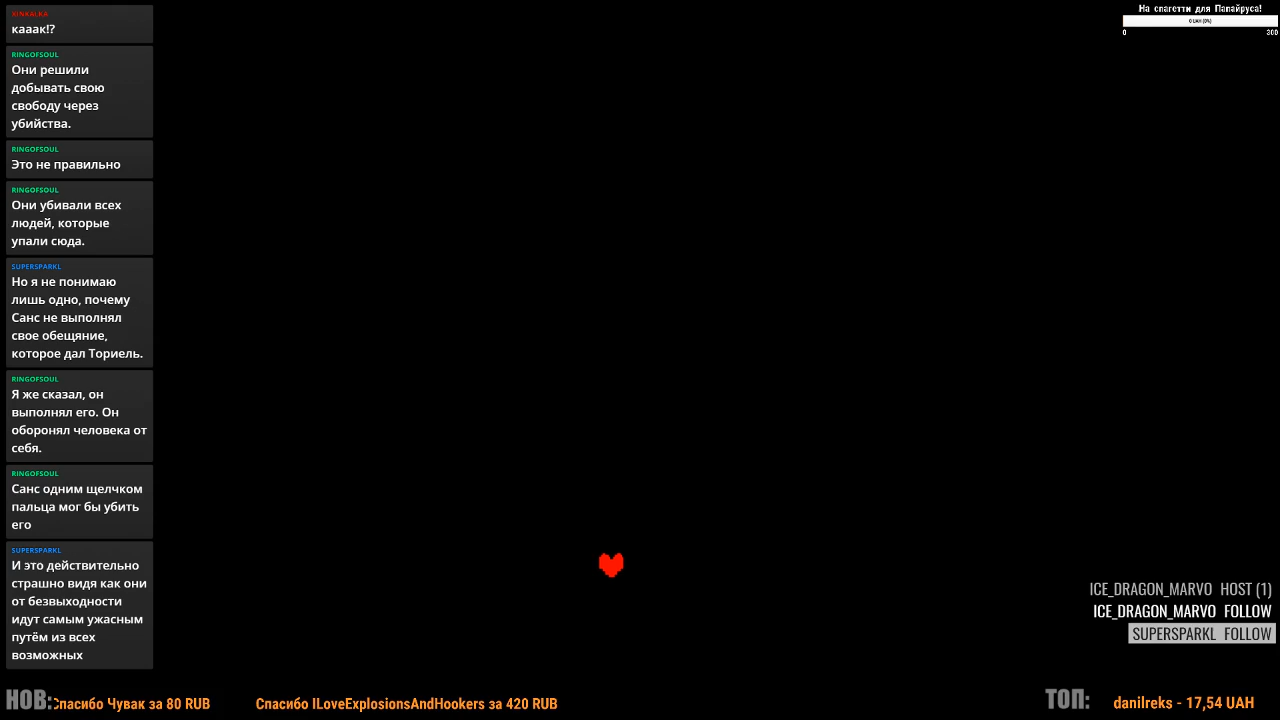 XINKALKA
кааак!?
RINGOFSOUL
Они решили
добывать свою
свободу через
убийства.
RINGOFSOUL
Это не правильно
RINGOFSOUL
Они убивали всех
людей, которые
упали сюда.
SUPERSPARKL
Но я не понимаю
лишь одно, почему
Санс не выполнял
свое обещяние,
которое дал Ториель.
RINGOFSOUL
Я же сказал, он
выполнял его. Он
оборонял человека от
себя.
RINGOFSOUL
Санс одним щелчком
пальца мог бы убить
его
SUPERSPARKL
И это действительно
страшно видя как они
от безвыходности
идут самым ужасным
путём из всех
возможных
На спагетти для Папайруса!
0 UAH (0%)
0 300
ICE_DRAGON_MARVO HOST (1)
ICE_DRAGON_MARVO FOLLOW
SUPERSPARKL FOLLOW
НОВ: Спасибо Чувак за 80 RUB Спасибо ILoveExplosionsAndHookers за 420 RUB
ТОП: danilreks - 17,54 UAH